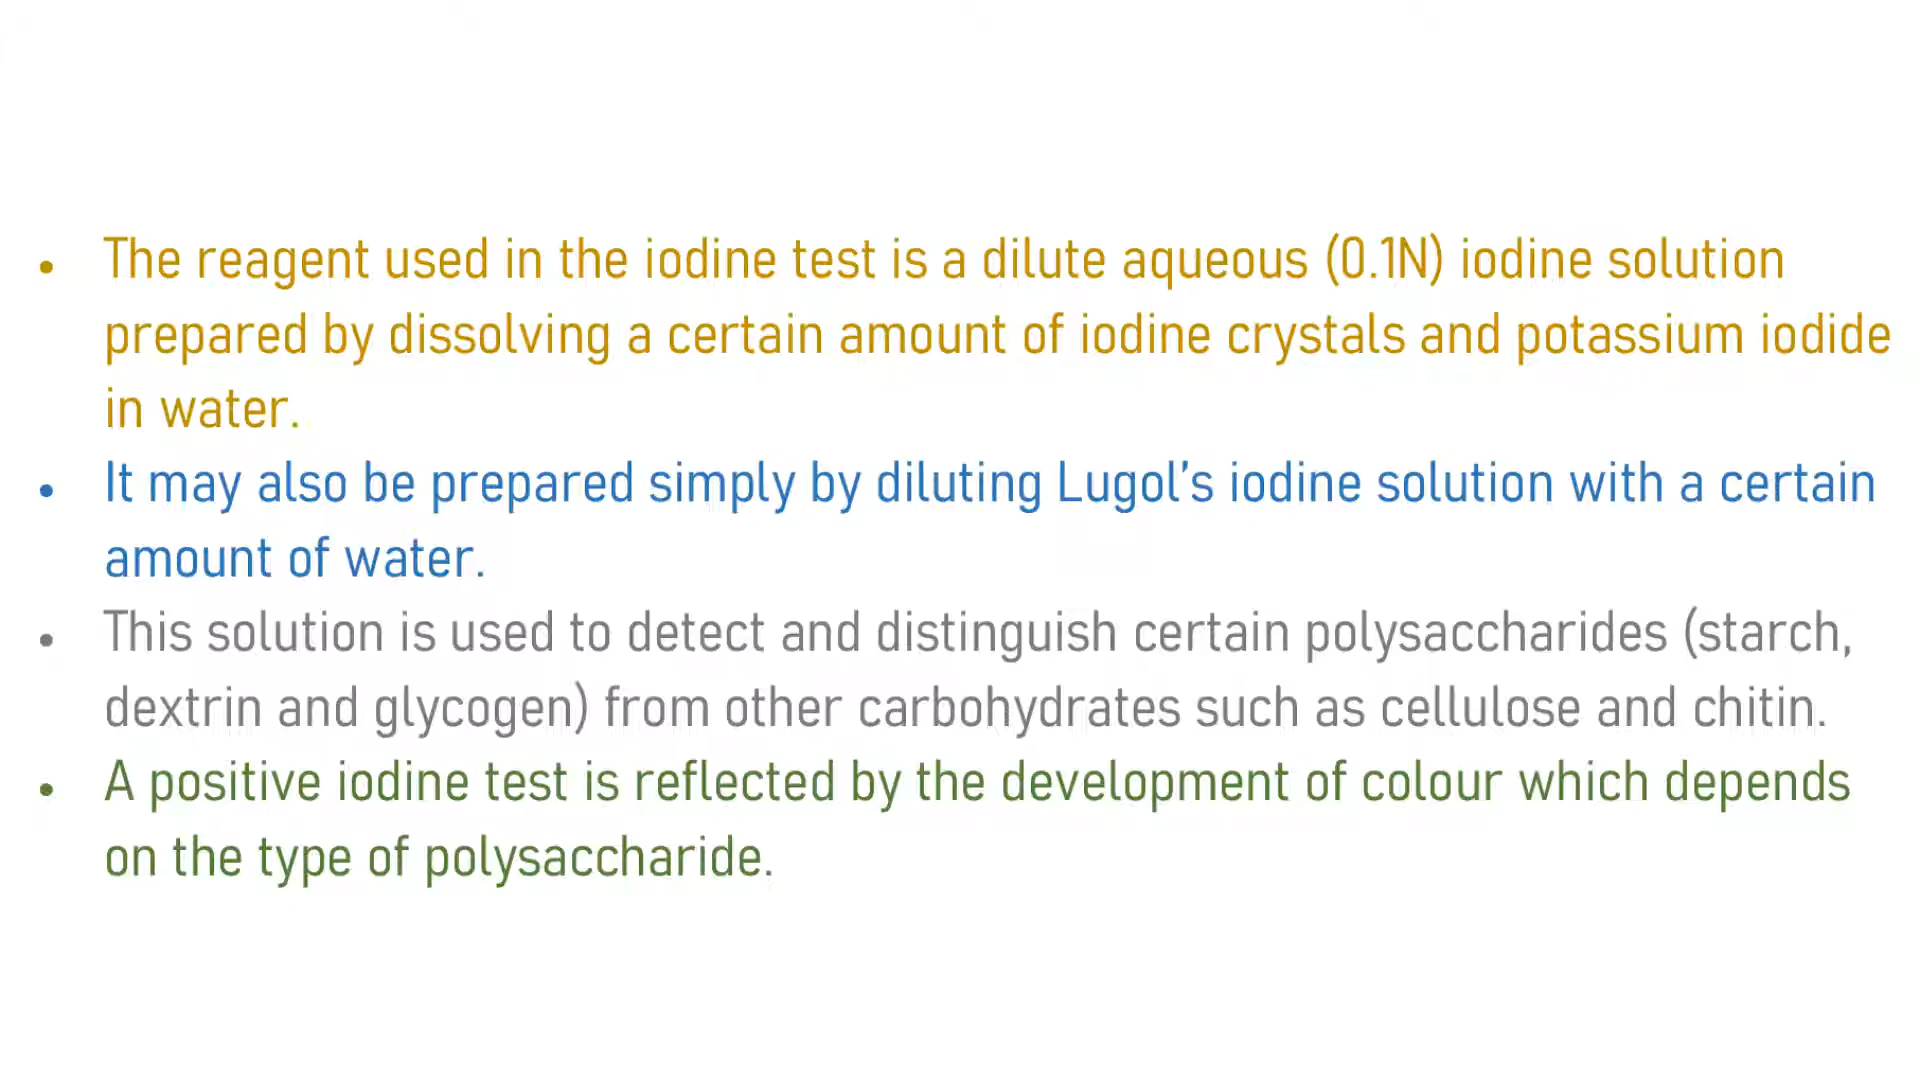 • The reagent used in the iodine test is a dilute aqueous (0.1N) iodine solution
prepared by dissolving a certain amount of iodine crystals and potassium iodide
in water.
• It may also be prepared simply by diluting Lugol’s iodine solution with a certain
amount of water.
• This solution is used to detect and distinguish certain polysaccharides (starch,
dextrin and glycogen) from other carbohydrates such as cellulose and chitin.
• A positive iodine test is reflected by the development of colour which depends
on the type of polysaccharide.